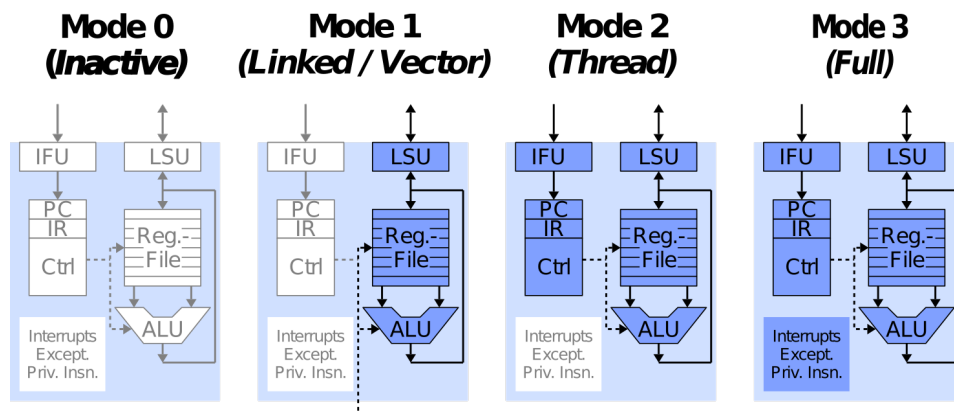 Mode 0
(Inactive)
IFU
LSU
PC
IR
Ctrl
Reg.-
File
ALU
Interrupts
Except.
Priv. Insn.
Mode 1
(Linked / Vector)
IFU
LSU
PC
IR
Ctrl
Reg.-
File
ALU
Interrupts
Except.
Priv. Insn.
Mode 2
(Thread)
IFU
LSU
PC
IR
Ctrl
Reg.-
File
ALU
Interrupts
Except.
Priv. Insn.
Mode 3
(Full)
IFU
LSU
PC
IR
Ctrl
Reg.-
File
ALU
Interrupts
Except.
Priv. Insn.